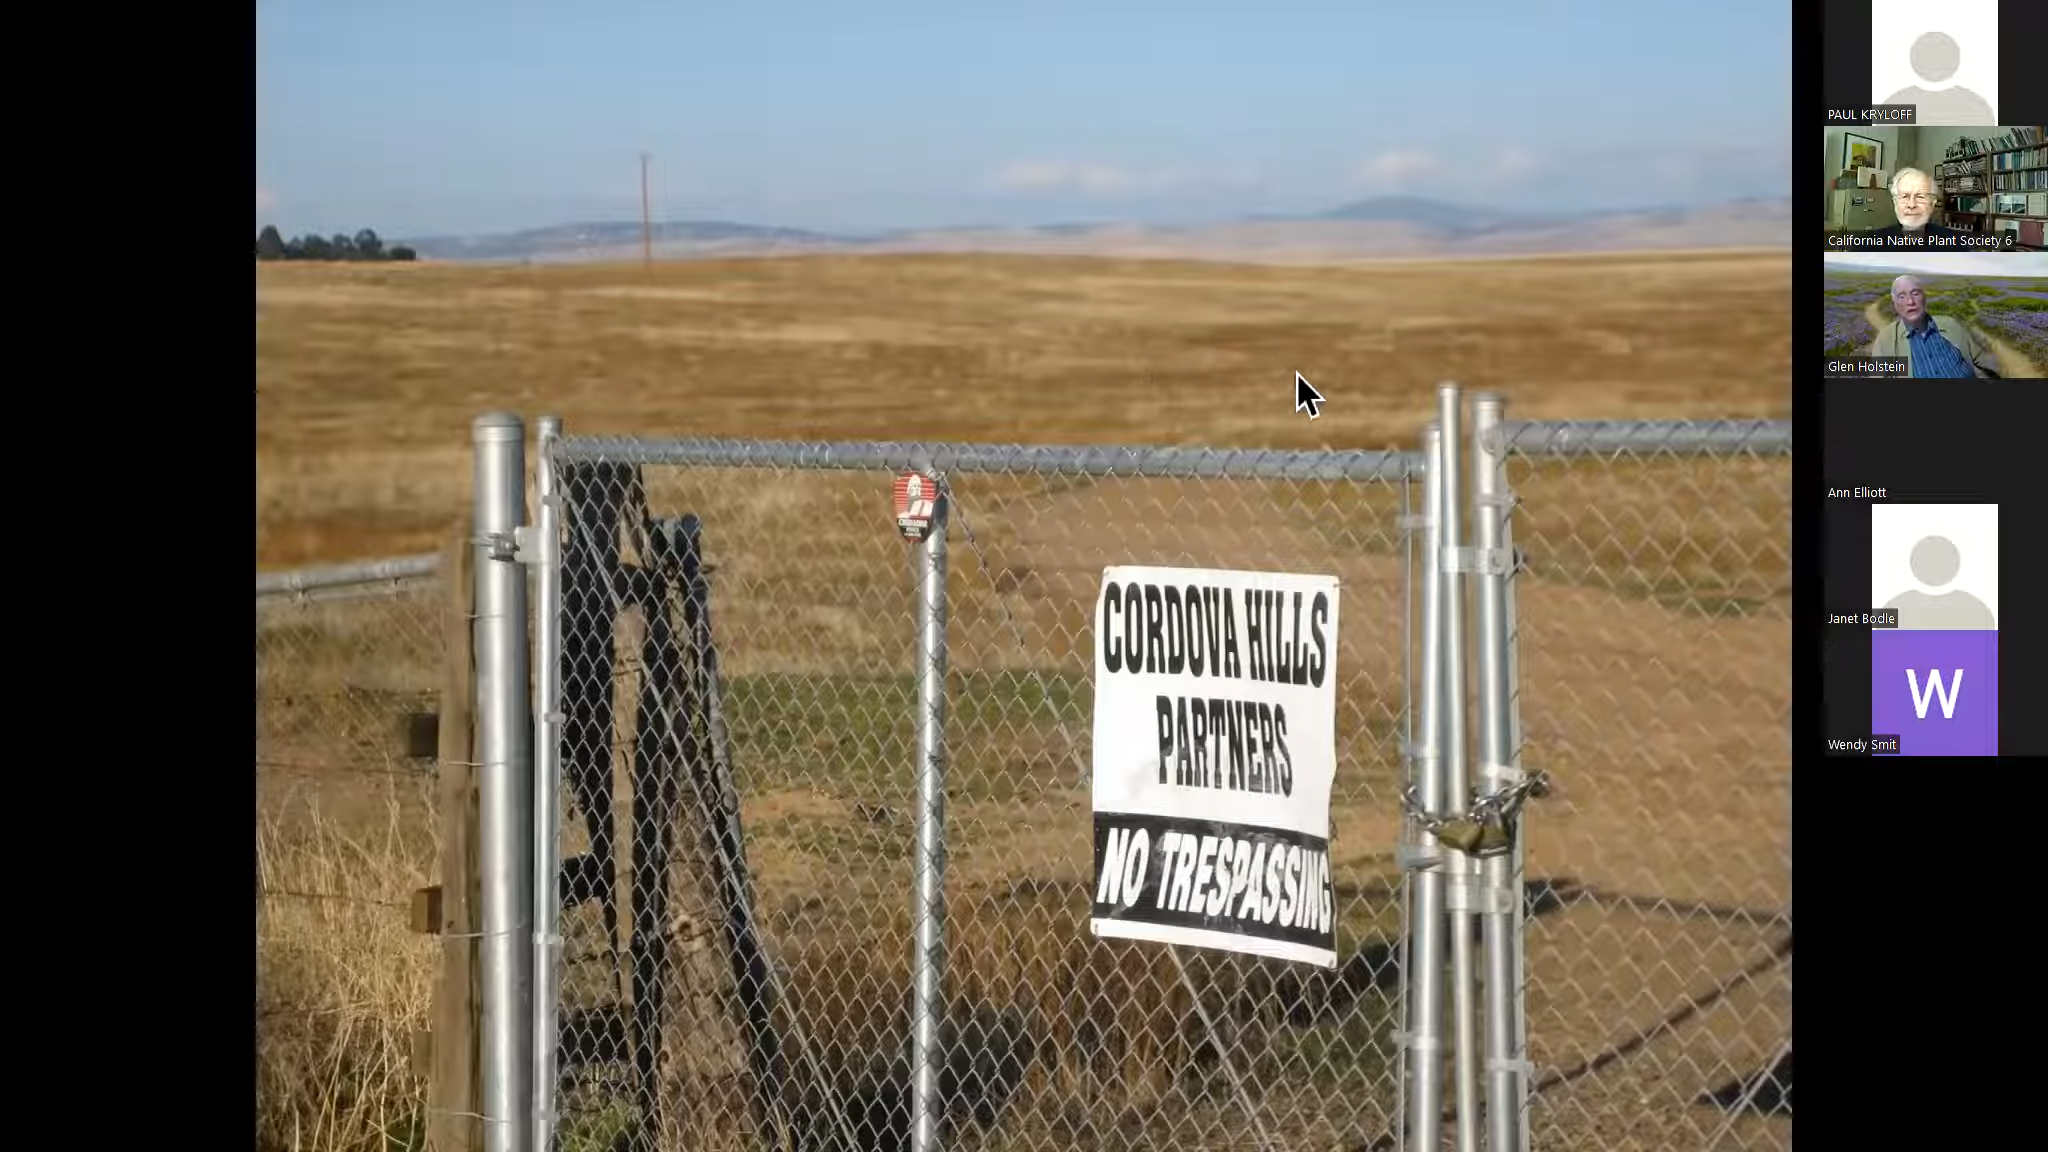 CORDOVA HILLS
PARTNERS
NO TRESPASSING
PAUL KRYLOFF
California Native Plant Society 6
Glen Holstein
Ann Elliott
Janet Bodle
W
Wendy Smit